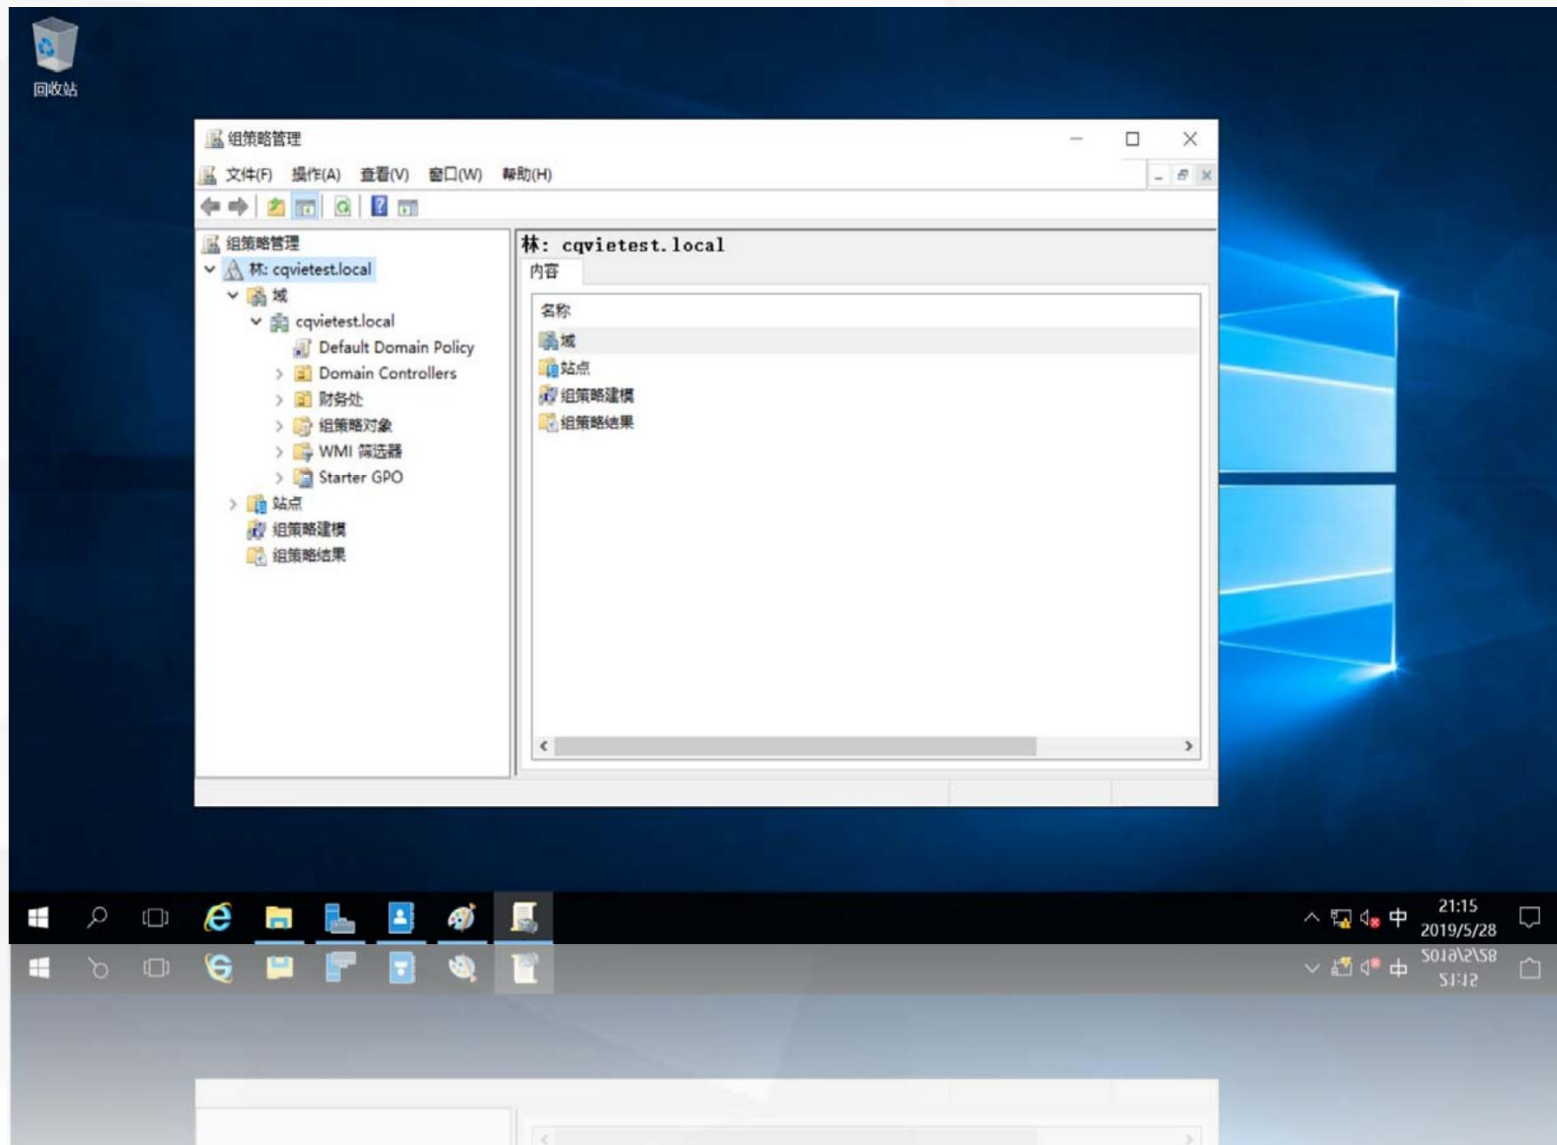 回收站
组策略管理
文件(F) 操作(A) 查看(V) 窗口(W) 帮助(H)
组策略管理
林: cqvietest.local
域
cqvietest.local
Default Domain Policy
Domain Controllers
财务处
组策略对象
WMI 筛选器
Starter GPO
站点
组策略建模
组策略结果
林: cqvietest.local
内容
名称
域
站点
组策略建模
组策略结果
中
21:15
2019/5/28